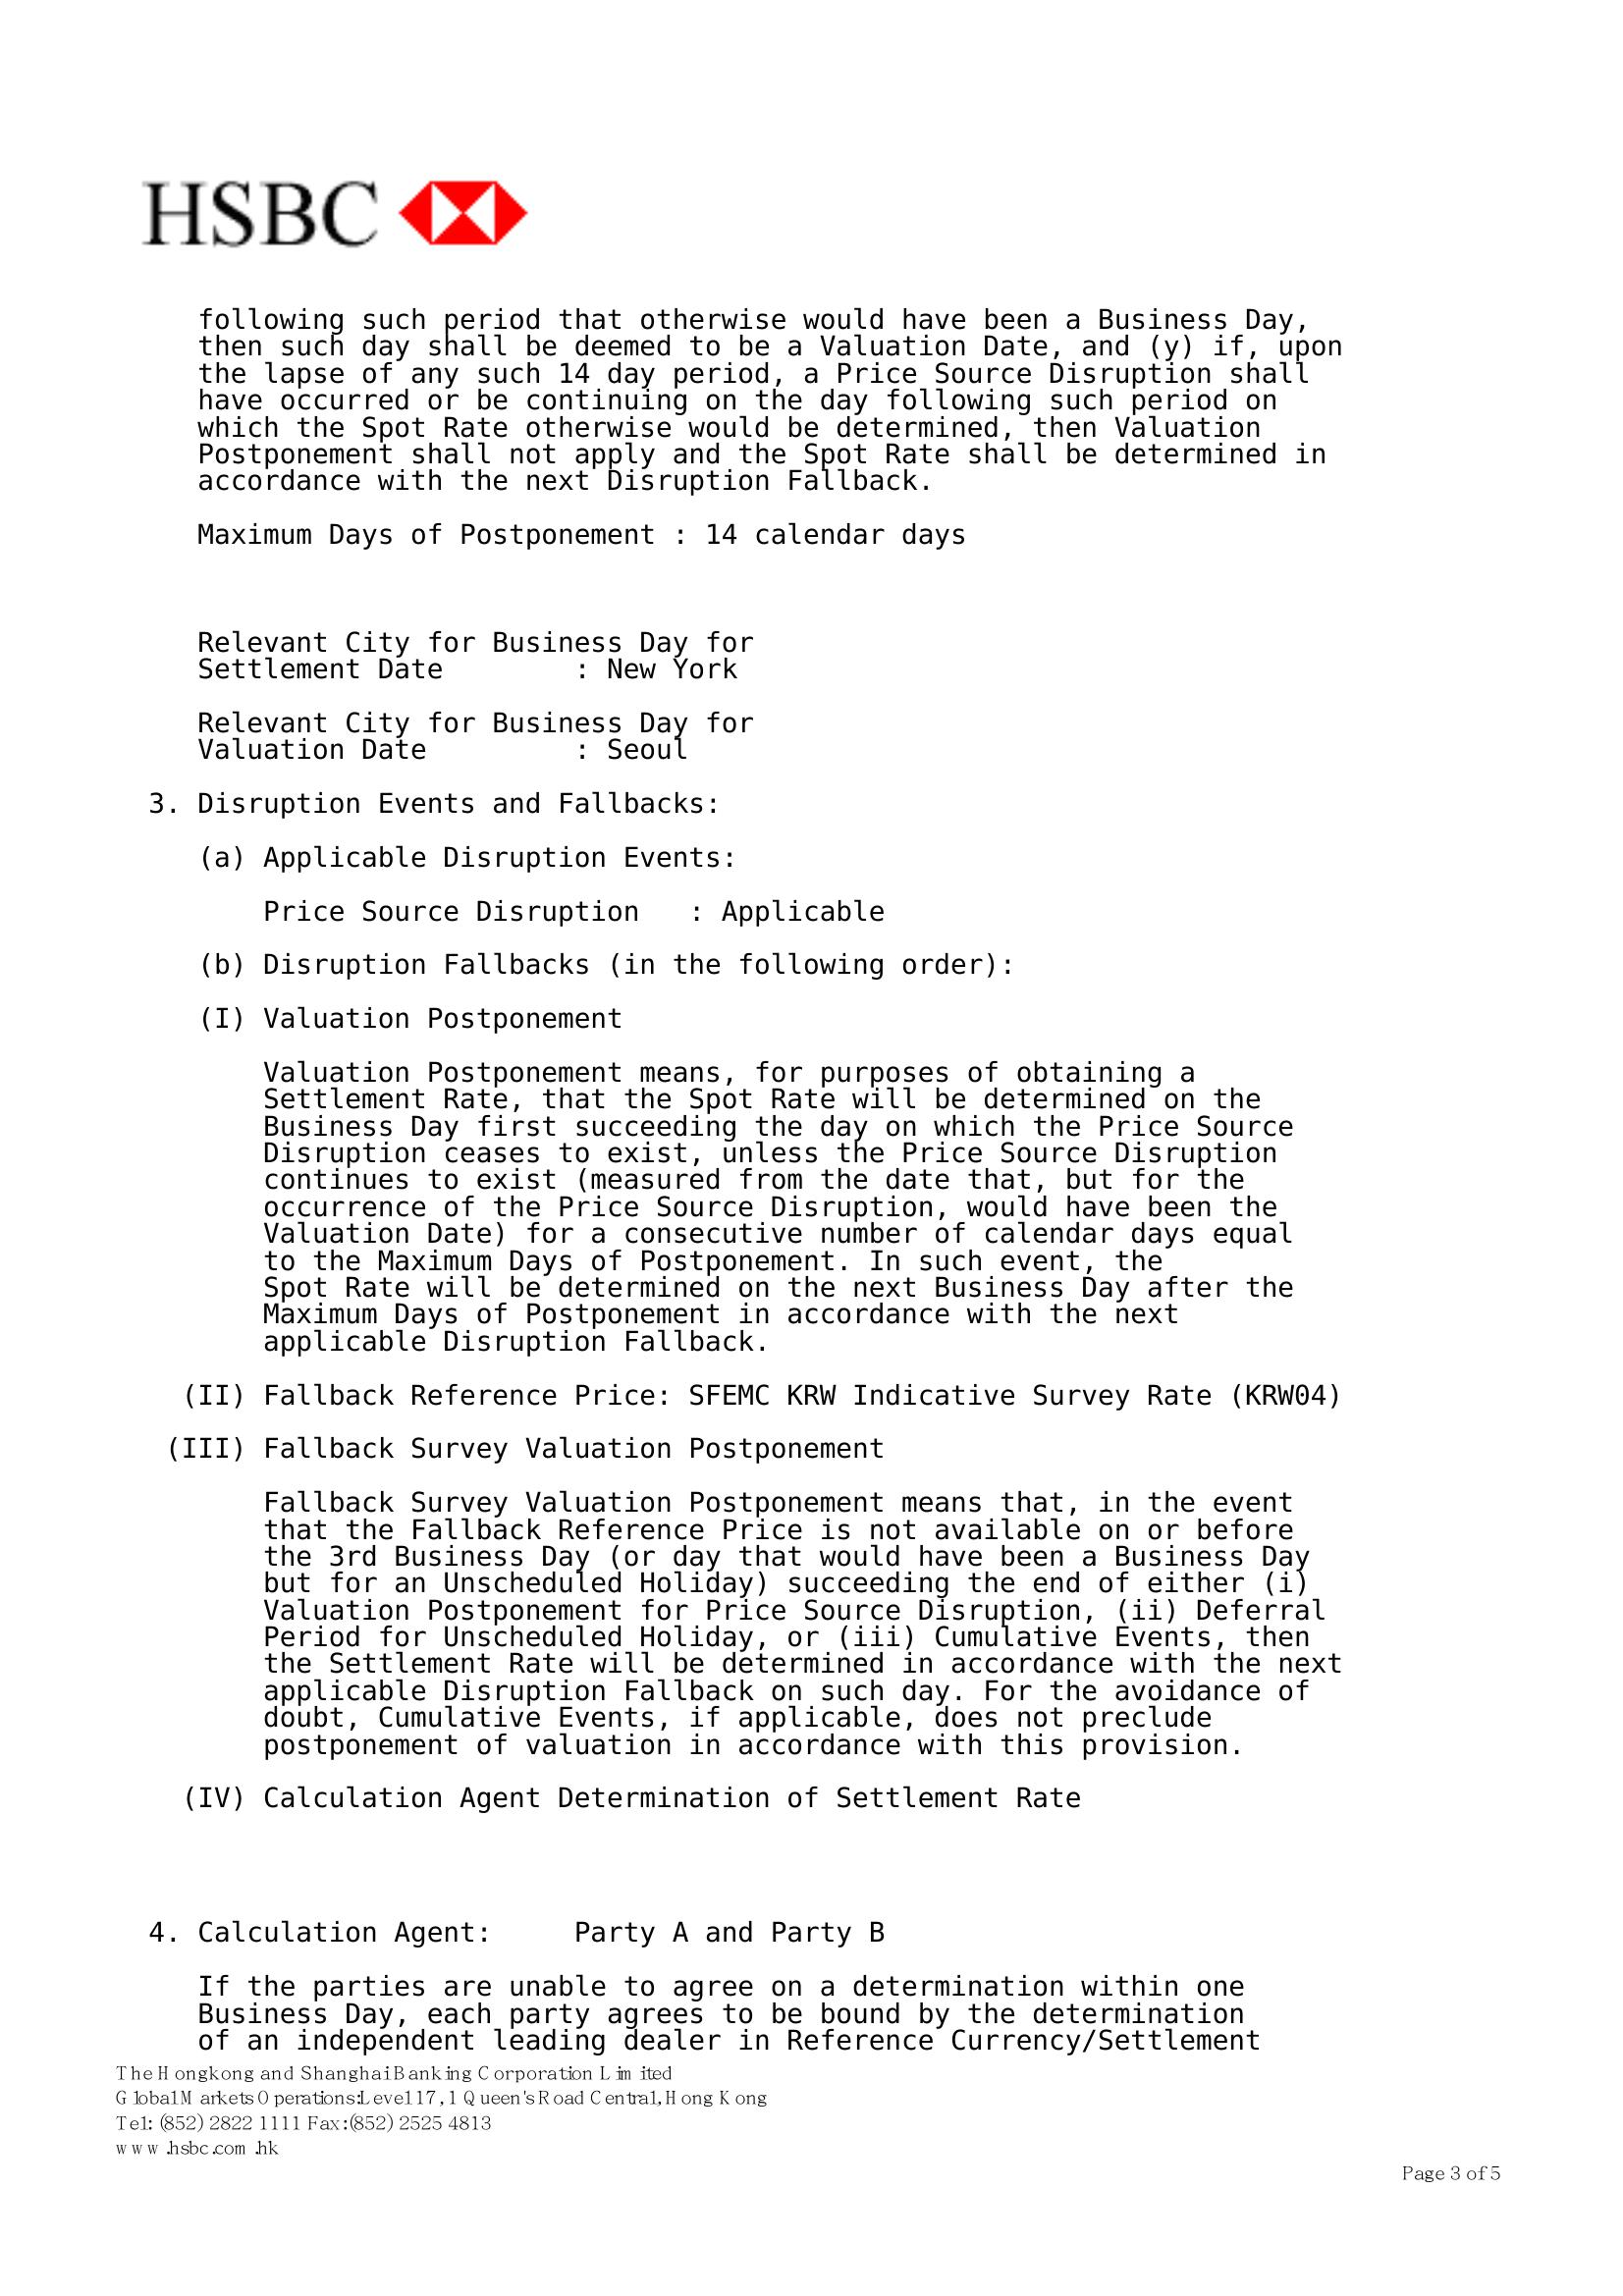 HSBC
following such period that otherwise would have been a Business Day,
then such day shall be deemed to be a Valuation Date, and (y) if, upon
the lapse of any such 14 day period, a Price Source Disruption shall
have occurred or be continuing on the day following such period on
which the Spot Rate otherwise would be determined, then Valuation
Postponement shall not apply and the Spot Rate shall be determined in
accordance with the next Disruption Fallback.
Maximum Days of Postponement : 14 calendar days
Relevant City for Business Day for
Settlement Date : New York
Relevant City for Business Day for
Valuation Date : Seoul
3. Disruption Events and Fallbacks:
(a) Applicable Disruption Events:
Price Source Disruption : Applicable
(b) Disruption Fallbacks (in the following order):
(I) Valuation Postponement
Valuation Postponement means, for purposes of obtaining a
Settlement Rate, that the Spot Rate will be determined on the
Business Day first succeeding the day on which the Price Source
Disruption ceases to exist, unless the Price Source Disruption
continues to exist (measured from the date that, but for the
occurrence of the Price Source Disruption, would have been the
Valuation Date) for a consecutive number of calendar days equal
to the Maximum Days of Postponement. In such event, the
Spot Rate will be determined on the next Business Day after the
Maximum Days of Postponement in accordance with the next
applicable Disruption Fallback.
(II) Fallback Reference Price: SFEMC KRW Indicative Survey Rate (KRW04)
(III) Fallback Survey Valuation Postponement
Fallback Survey Valuation Postponement means that, in the event
that the Fallback Reference Price is not available on or before
the 3rd Business Day (or day that would have been a Business Day
but for an Unscheduled Holiday) succeeding the end of either (i)
Valuation Postponement for Price Source Disruption, (ii) Deferral
Period for Unscheduled Holiday, or (iii) Cumulative Events, then
the Settlement Rate will be determined in accordance with the next
applicable Disruption Fallback on such day. For the avoidance of
doubt, Cumulative Events, if applicable, does not preclude
postponement of valuation in accordance with this provision.
(IV) Calculation Agent Determination of Settlement Rate
4. Calculation Agent: Party A and Party B
If the parties are unable to agree on a determination within one
Business Day, each party agrees to be bound by the determination
of an independent leading dealer in Reference Currency/Settlement
The Hongkong and Shanghai Banking Corporation Limited
Global Markets Operations: Level 17, 1 Queen's Road Central, Hong Kong
Tel: (852) 2822 1111 Fax: (852) 2525 4813
www.hsbc.com.hk
Page 3 of 5